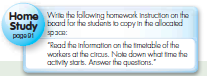 Home
Study
page 91
Write the following homework instruction on the
board for the students to copy in the allocated
space:
"Read the information on the timetable of the
workers at the circus. Note down what time the
activity starts. Answer the questions."